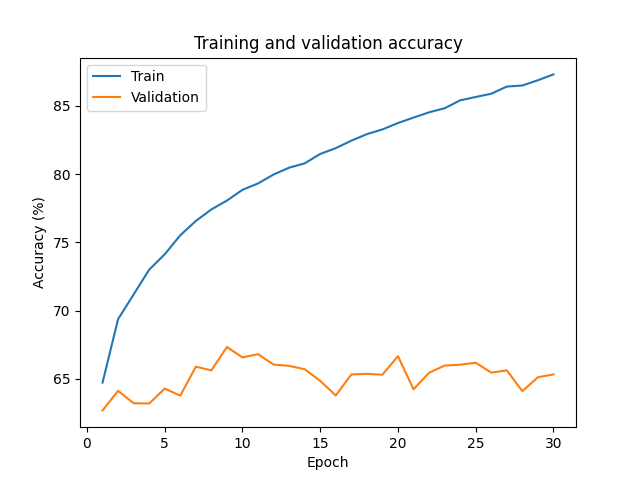 Training and validation accuracy
Train
Validation
Accuracy (%)
85
80
75
70
65
0 5 10 15 20 25 30
Epoch